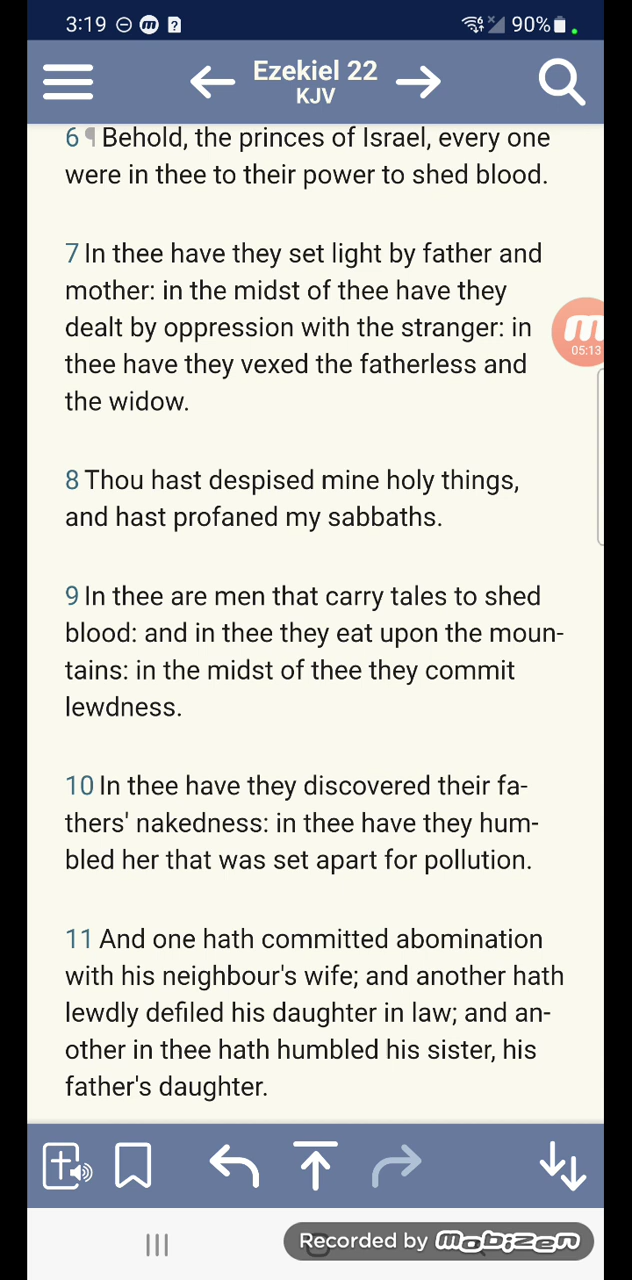 3:19 m ? 6 90%
Ezekiel 22
KJV
6 ¶ Behold, the princes of Israel, every one
were in thee to their power to shed blood.
7 In thee have they set light by father and
mother: in the midst of thee have they
dealt by oppression with the stranger: in
thee have they vexed the fatherless and
the widow.
m
05:13
8 Thou hast despised mine holy things,
and hast profaned my sabbaths.
9 In thee are men that carry tales to shed
blood: and in thee they eat upon the moun-
tains: in the midst of thee they commit
lewdness.
10 In thee have they discovered their fa-
thers' nakedness: in thee have they hum-
bled her that was set apart for pollution.
11 And one hath committed abomination
with his neighbour's wife; and another hath
lewdly defiled his daughter in law; and an-
other in thee hath humbled his sister, his
father's daughter.
Recorded by mobizen